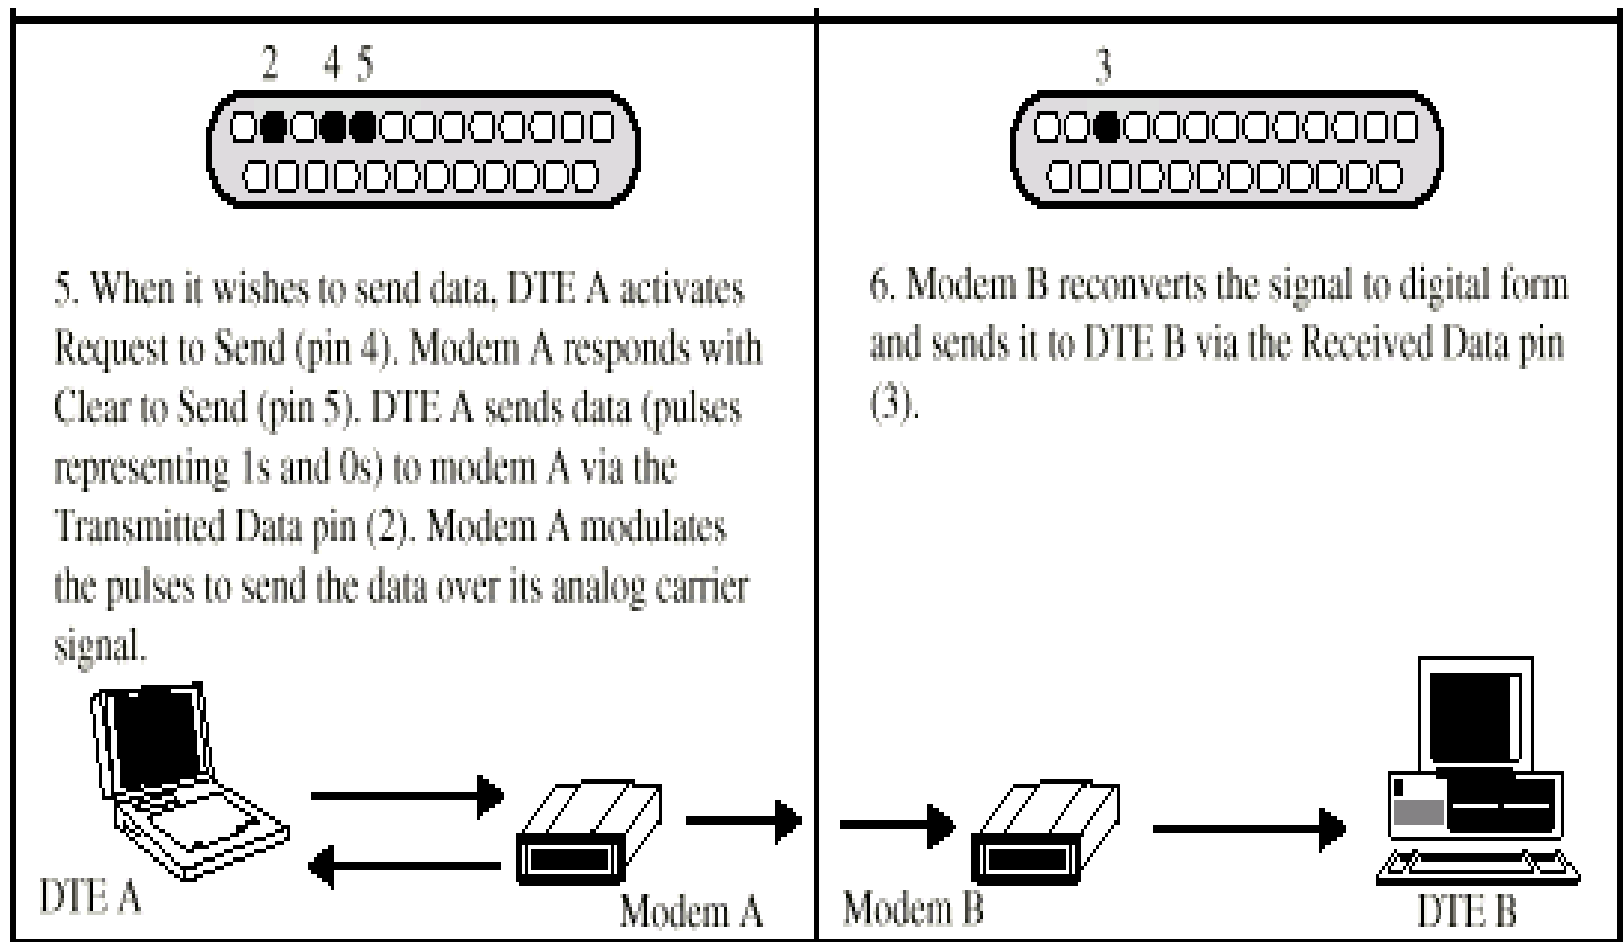 2 4 5
5. When it wishes to send data, DTE A activates
Request to Send (pin 4). Modem A responds with
Clear to Send (pin 5). DTE A sends data (pulses
representing 1s and 0s) to modem A via the
Transmitted Data pin (2). Modem A modulates
the pulses to send the data over its analog carrier
signal.
DTE A
Modem A
3
6. Modem B reconverts the signal to digital form
and sends it to DTE B via the Received Data pin
(3).
Modem B
DTE B